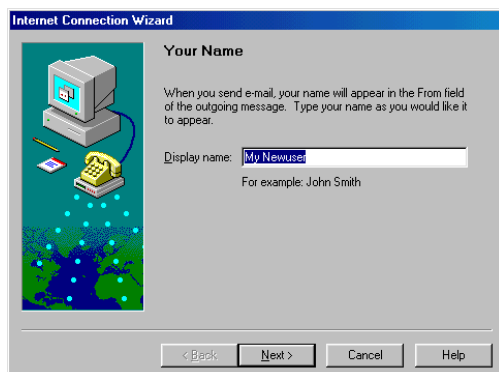 Internet Connection Wizard
Your Name
When you send e-mail, your name will appear in the From field
of the outgoing message. Type your name as you would like it
to appear.
Display name: My Newuser
For example: John Smith
< Back
Next >
Cancel
Help